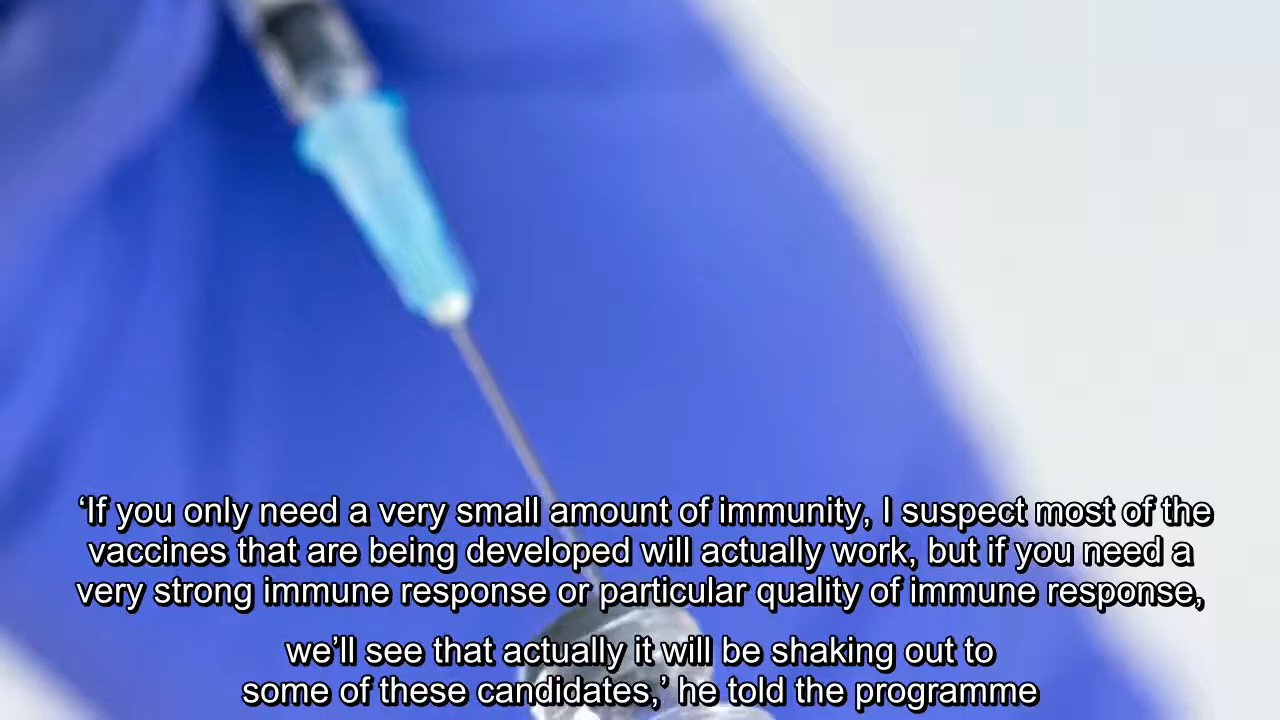 ‘If you only need a very small amount of immunity, I suspect most of the
vaccines that are being developed will actually work, but if you need a
very strong immune response or particular quality of immune response,
we’ll see that actually it will be shaking out to
some of these candidates,’ he told the programme